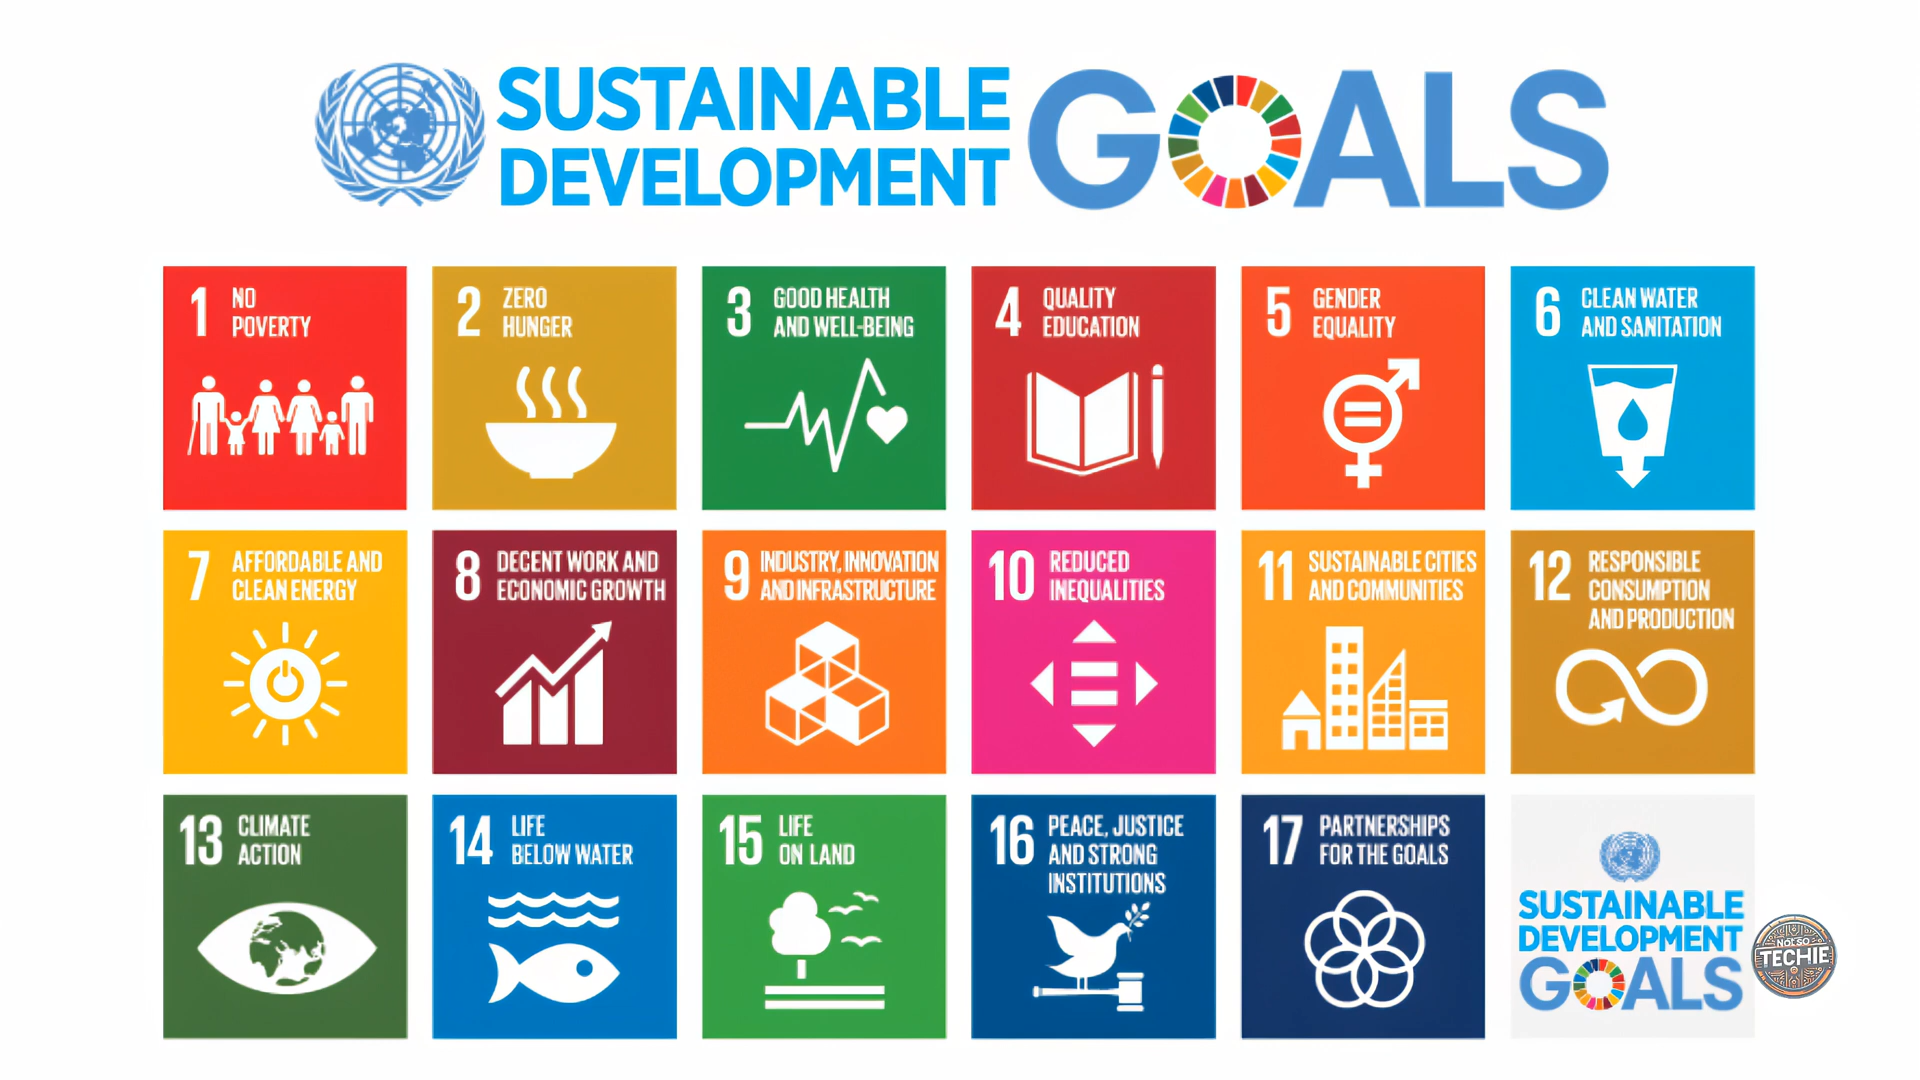 SUSTAINABLE
DEVELOPMENT
GOALS
1 NO
POVERTY
2 ZERO
HUNGER
3 GOOD HEALTH
AND WELL-BEING
4 QUALITY
EDUCATION
5 GENDER
EQUALITY
6 CLEAN WATER
AND SANITATION
7 AFFORDABLE AND
CLEAN ENERGY
8 DECENT WORK AND
ECONOMIC GROWTH
9 INDUSTRY, INNOVATION
AND INFRASTRUCTURE
10 REDUCED
INEQUALITIES
11 SUSTAINABLE CITIES
AND COMMUNITIES
12 RESPONSIBLE
CONSUMPTION
AND PRODUCTION
13 CLIMATE
ACTION
14 LIFE
BELOW WATER
15 LIFE
ON LAND
16 PEACE, JUSTICE
AND STRONG
INSTITUTIONS
17 PARTNERSHIPS
FOR THE GOALS
SUSTAINABLE
DEVELOPMENT
GOALS
NOT SO
TECHIE